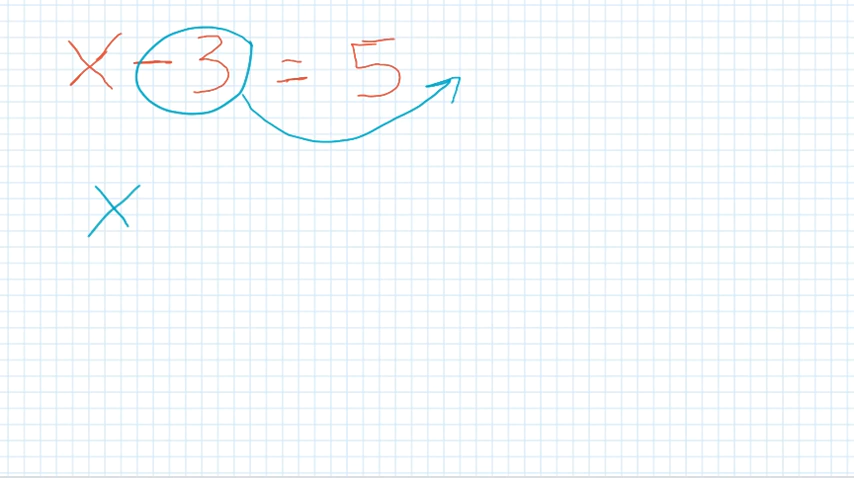 x - 3 = 5
x